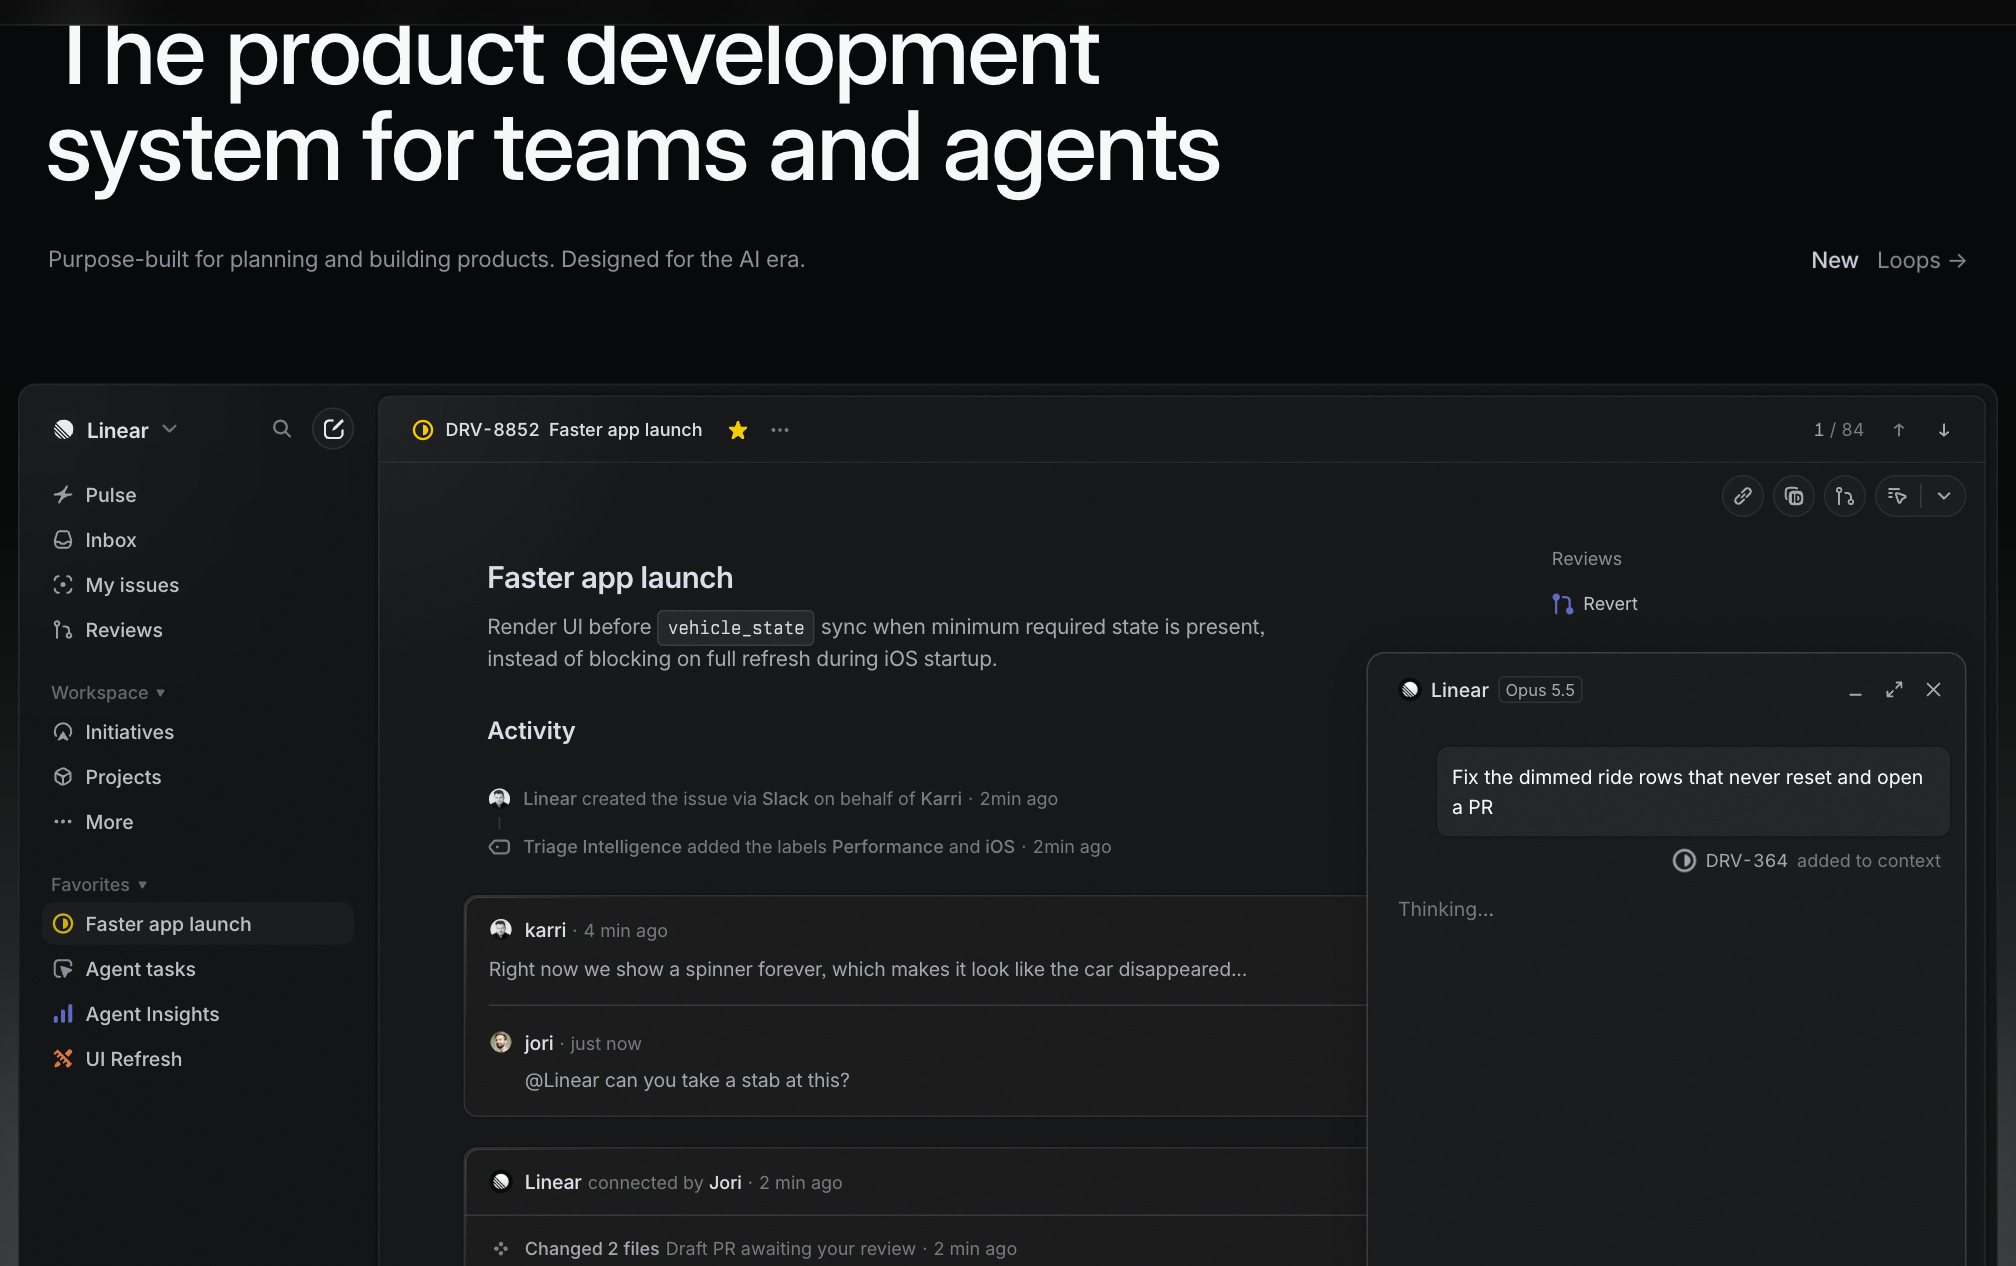 The product development
system for teams and agents
Purpose-built for planning and building products. Designed for the AI era.
New Loops →
Linear
Pulse
Inbox
My issues
Reviews
Workspace
Initiatives
Projects
More
Favorites
Faster app launch
Agent tasks
Agent Insights
UI Refresh
DRV-8852 Faster app launch
1 / 84
Faster app launch
Render UI before vehicle_state sync when minimum required state is present,
instead of blocking on full refresh during iOS startup.
Activity
Linear created the issue via Slack on behalf of Karri · 2min ago
Triage Intelligence added the labels Performance and iOS · 2min ago
karri · 4 min ago
Right now we show a spinner forever, which makes it look like the car disappeared...
jori · just now
@Linear can you take a stab at this?
Linear connected by Jori · 2 min ago
Changed 2 files Draft PR awaiting your review · 2 min ago
Reviews
Revert
Linear Opus 5.5
Fix the dimmed ride rows that never reset and open
a PR
DRV-364 added to context
Thinking...